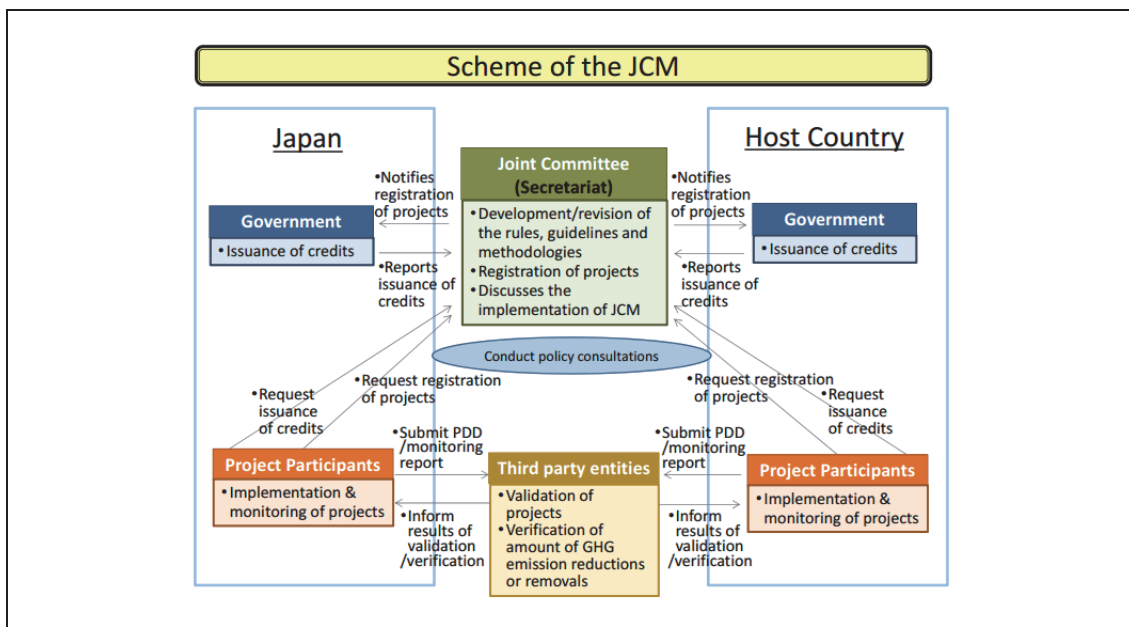 Scheme of the JCM
Japan
Host Country
Joint Committee
(Secretariat)
•Development/revision of
the rules, guidelines and
methodologies
•Registration of projects
•Discusses the
implementation of JCM
•Notifies
registration
of projects
Government
•Issuance of credits
•Reports
issuance of
credits
•Notifies
registration
of projects
Government
•Issuance of credits
•Reports
issuance of
credits
Conduct policy consultations
•Request
issuance
of credits
•Request registration
of projects
•Request registration
of projects
•Request
issuance
of credits
Project Participants
•Implementation &
monitoring of projects
•Submit PDD
/monitoring
report
•Inform
results of
validation
/verification
Third party entities
•Validation of
projects
•Verification of
amount of GHG
emission reductions
or removals
•Submit PDD
/monitoring
report
•Inform
results of
validation
/verification
Project Participants
•Implementation &
monitoring of projects